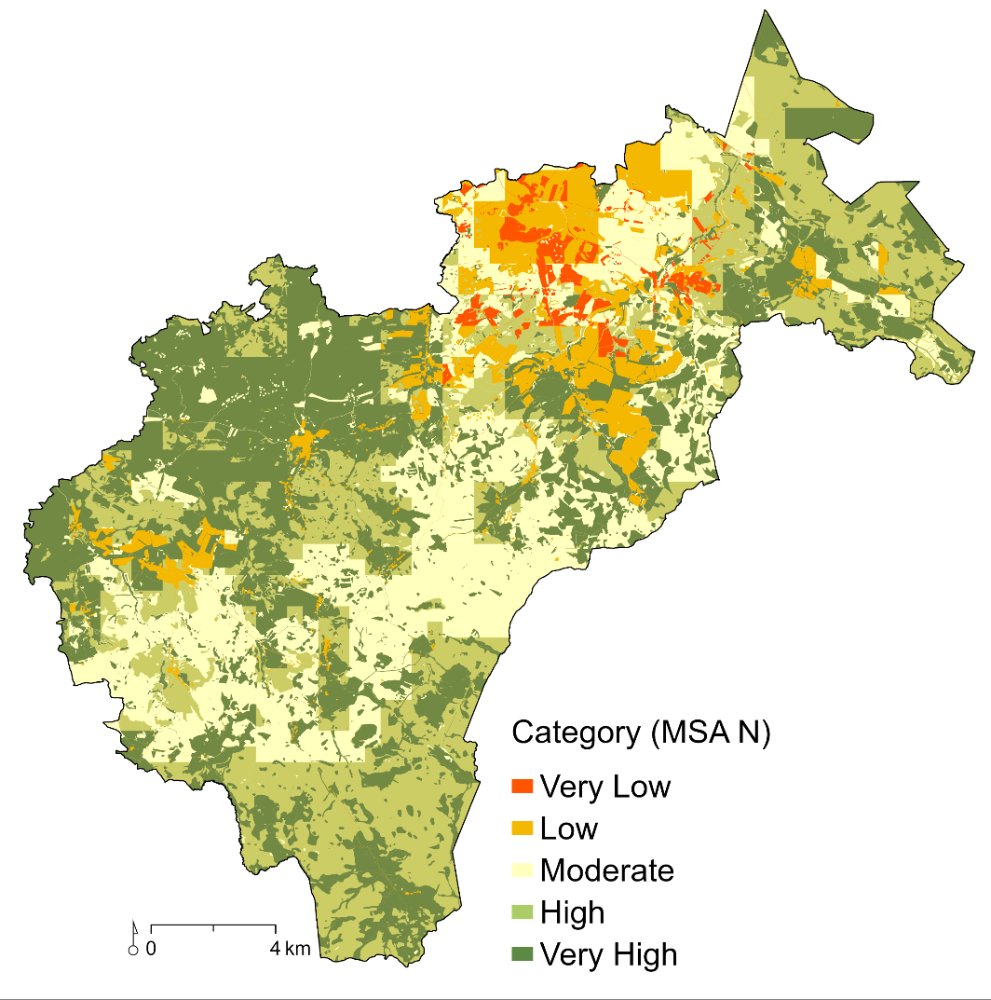 Category (MSA N)
Very Low
Low
Moderate
High
Very High
0 4 km